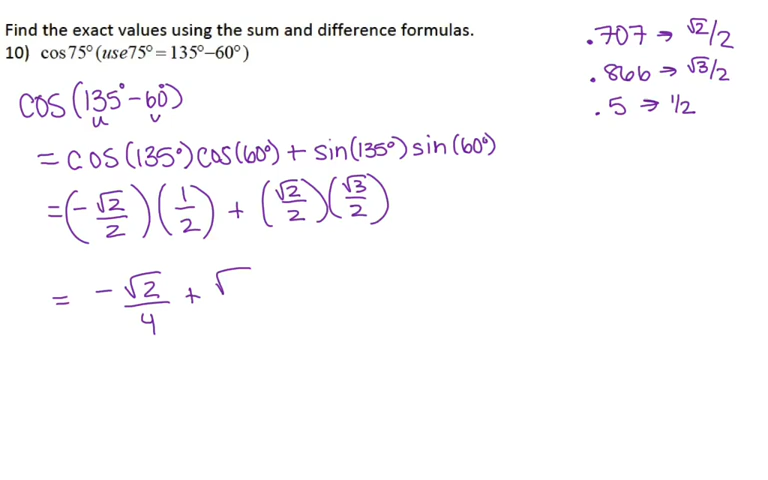 Find the exact values using the sum and difference formulas.
10) cos 75° (use75° = 135° – 60°)
.707 → √2/2
.866 → √3/2
.5 → 1/2
cos(135° - 60°)
u v
= cos(135°)cos(60°) + sin(135°)sin(60°)
= (-√2/2)(1/2) + (√2/2)(√3/2)
= -√2/4 + √